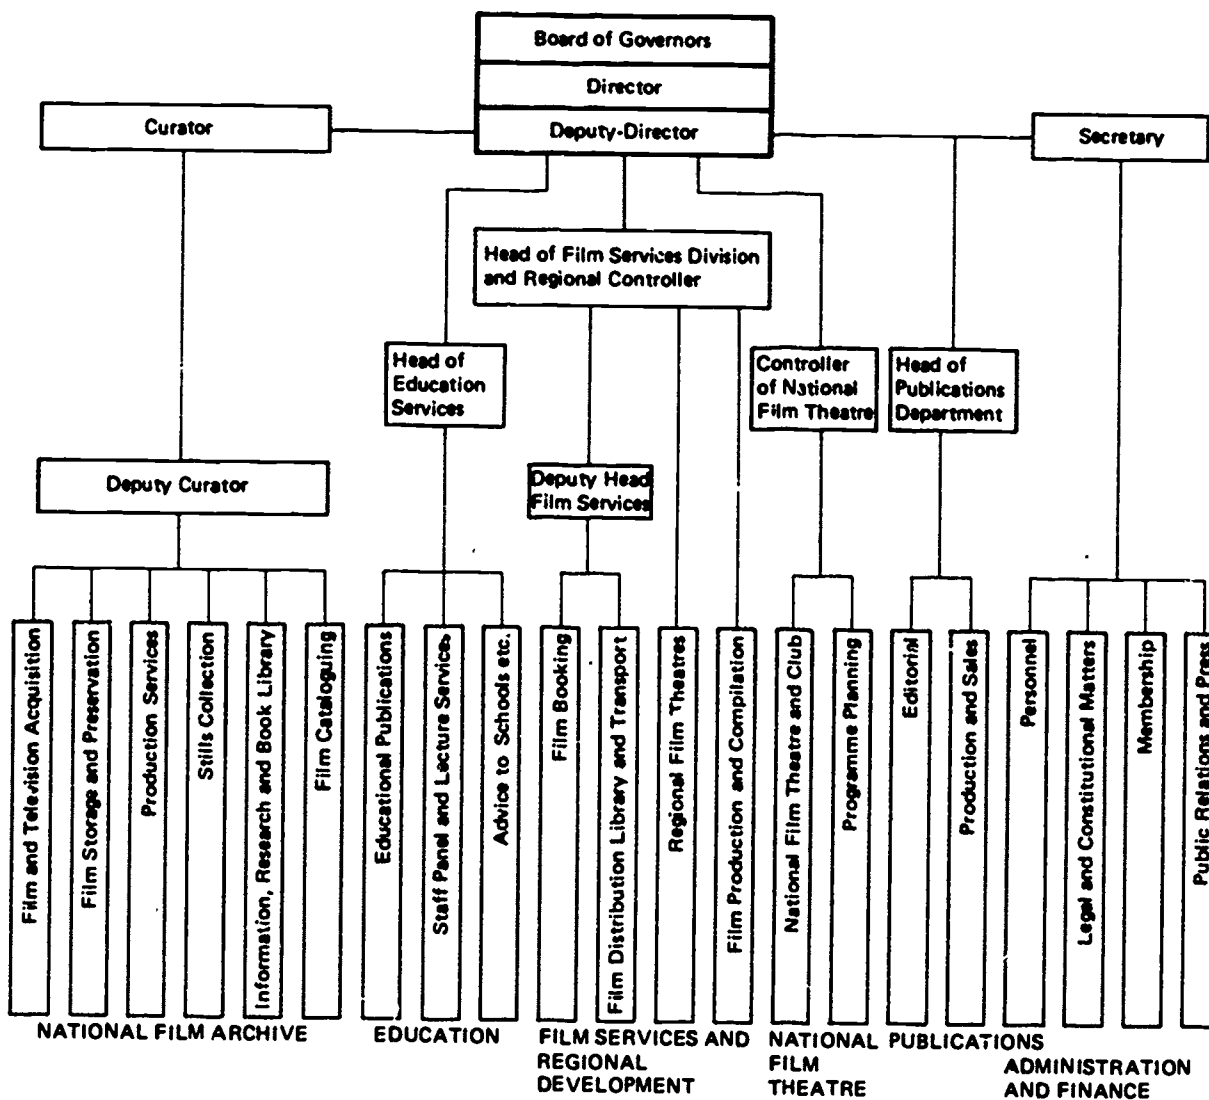 Board of Governors
Director
Deputy-Director
Curator
Secretary
Head of Film Services Division
and Regional Controller
Head of
Education
Services
Controller
of National
Film Theatre
Head of
Publications
Department
Deputy Curator
Deputy Head
Film Services
Film and Television Acquisition
Film Storage and Preservation
Production Services
Stills Collection
Information, Research and Book Library
Film Cataloguing
Educational Publications
Staff Panel and Lecture Services
Advice to Schools etc.
Film Booking
Film Distribution Library and Transport
Regional Film Theatres
Film Production and Compilation
National Film Theatre and Club
Programme Planning
Editorial
Production and Sales
Personnel
Legal and Constitutional Matters
Membership
Public Relations and Press
NATIONAL FILM ARCHIVE
EDUCATION
FILM SERVICES AND
REGIONAL
DEVELOPMENT
NATIONAL
FILM
THEATRE
PUBLICATIONS
ADMINISTRATION
AND FINANCE